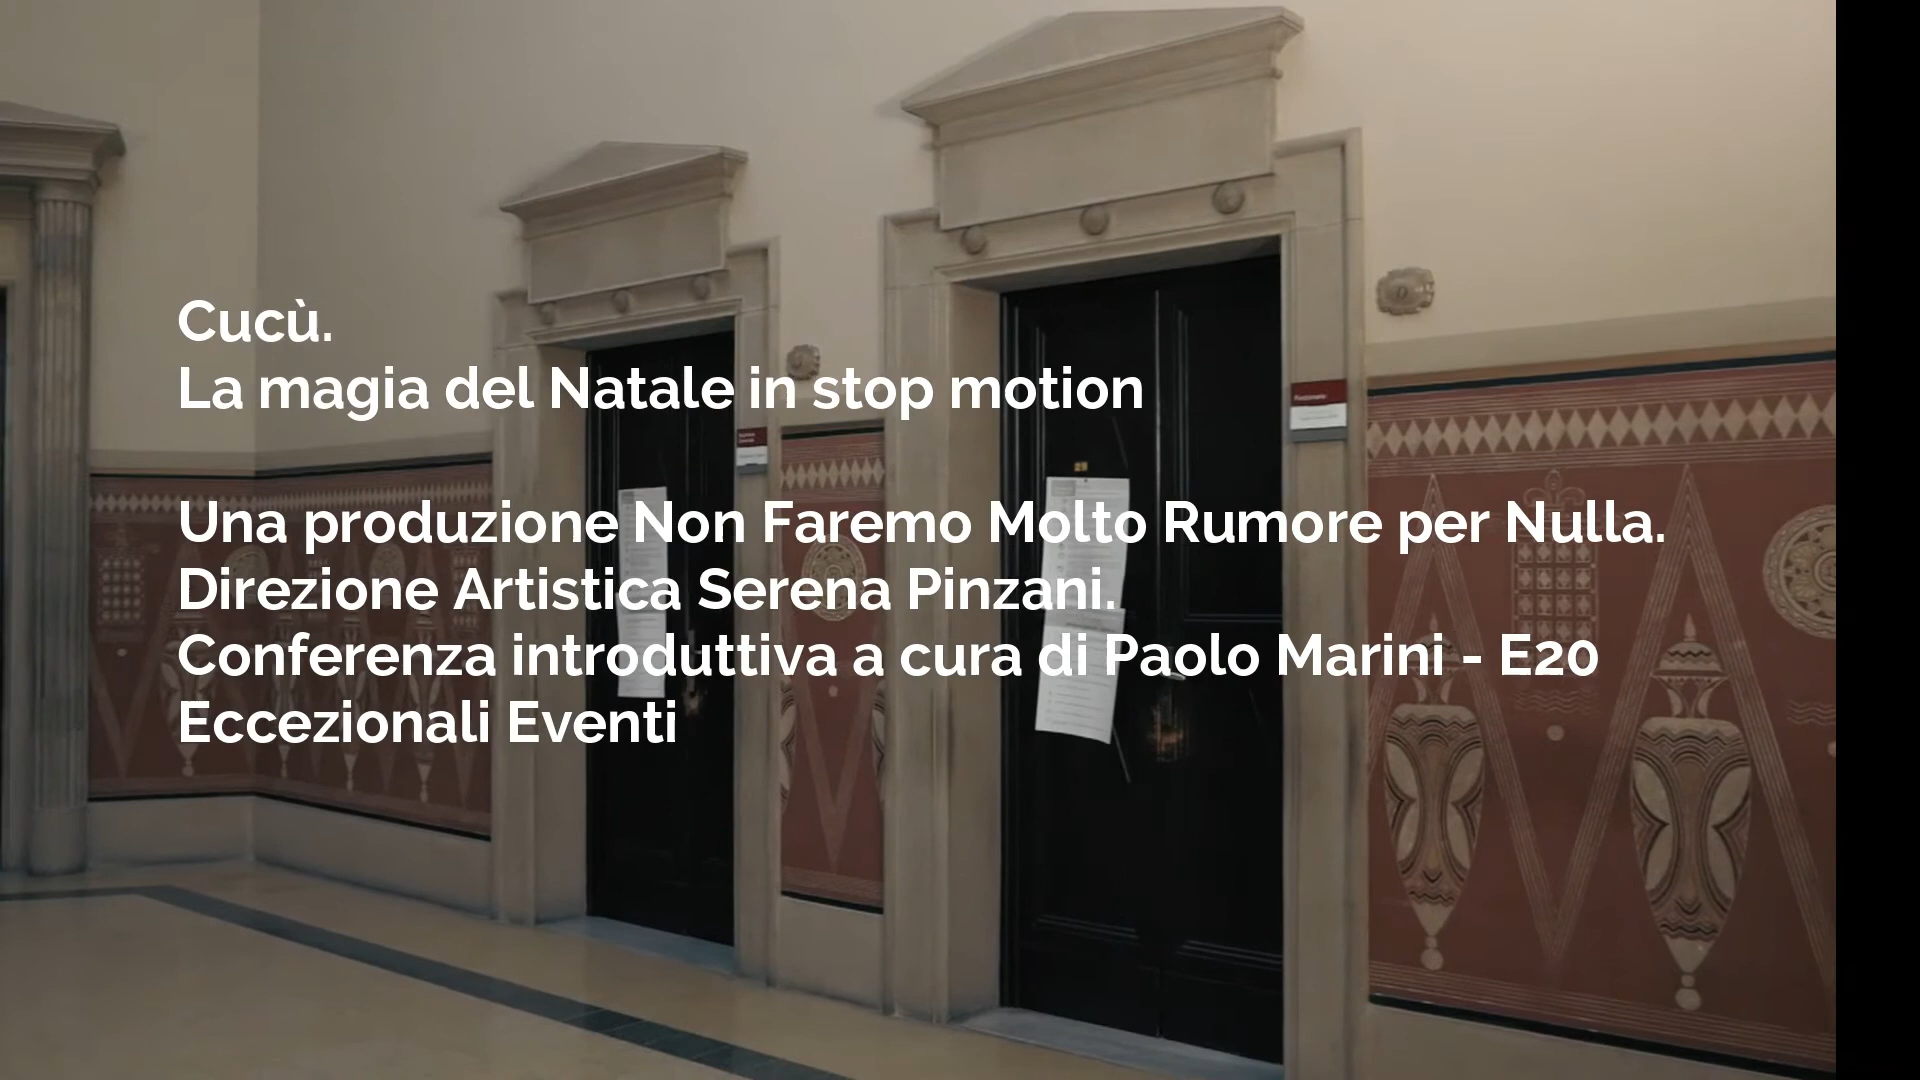 Cucù.
La magia del Natale in stop motion
Una produzione Non Faremo Molto Rumore per Nulla.
Direzione Artistica Serena Pinzani.
Conferenza introduttiva a cura di Paolo Marini - E20
Eccezionali Eventi
29